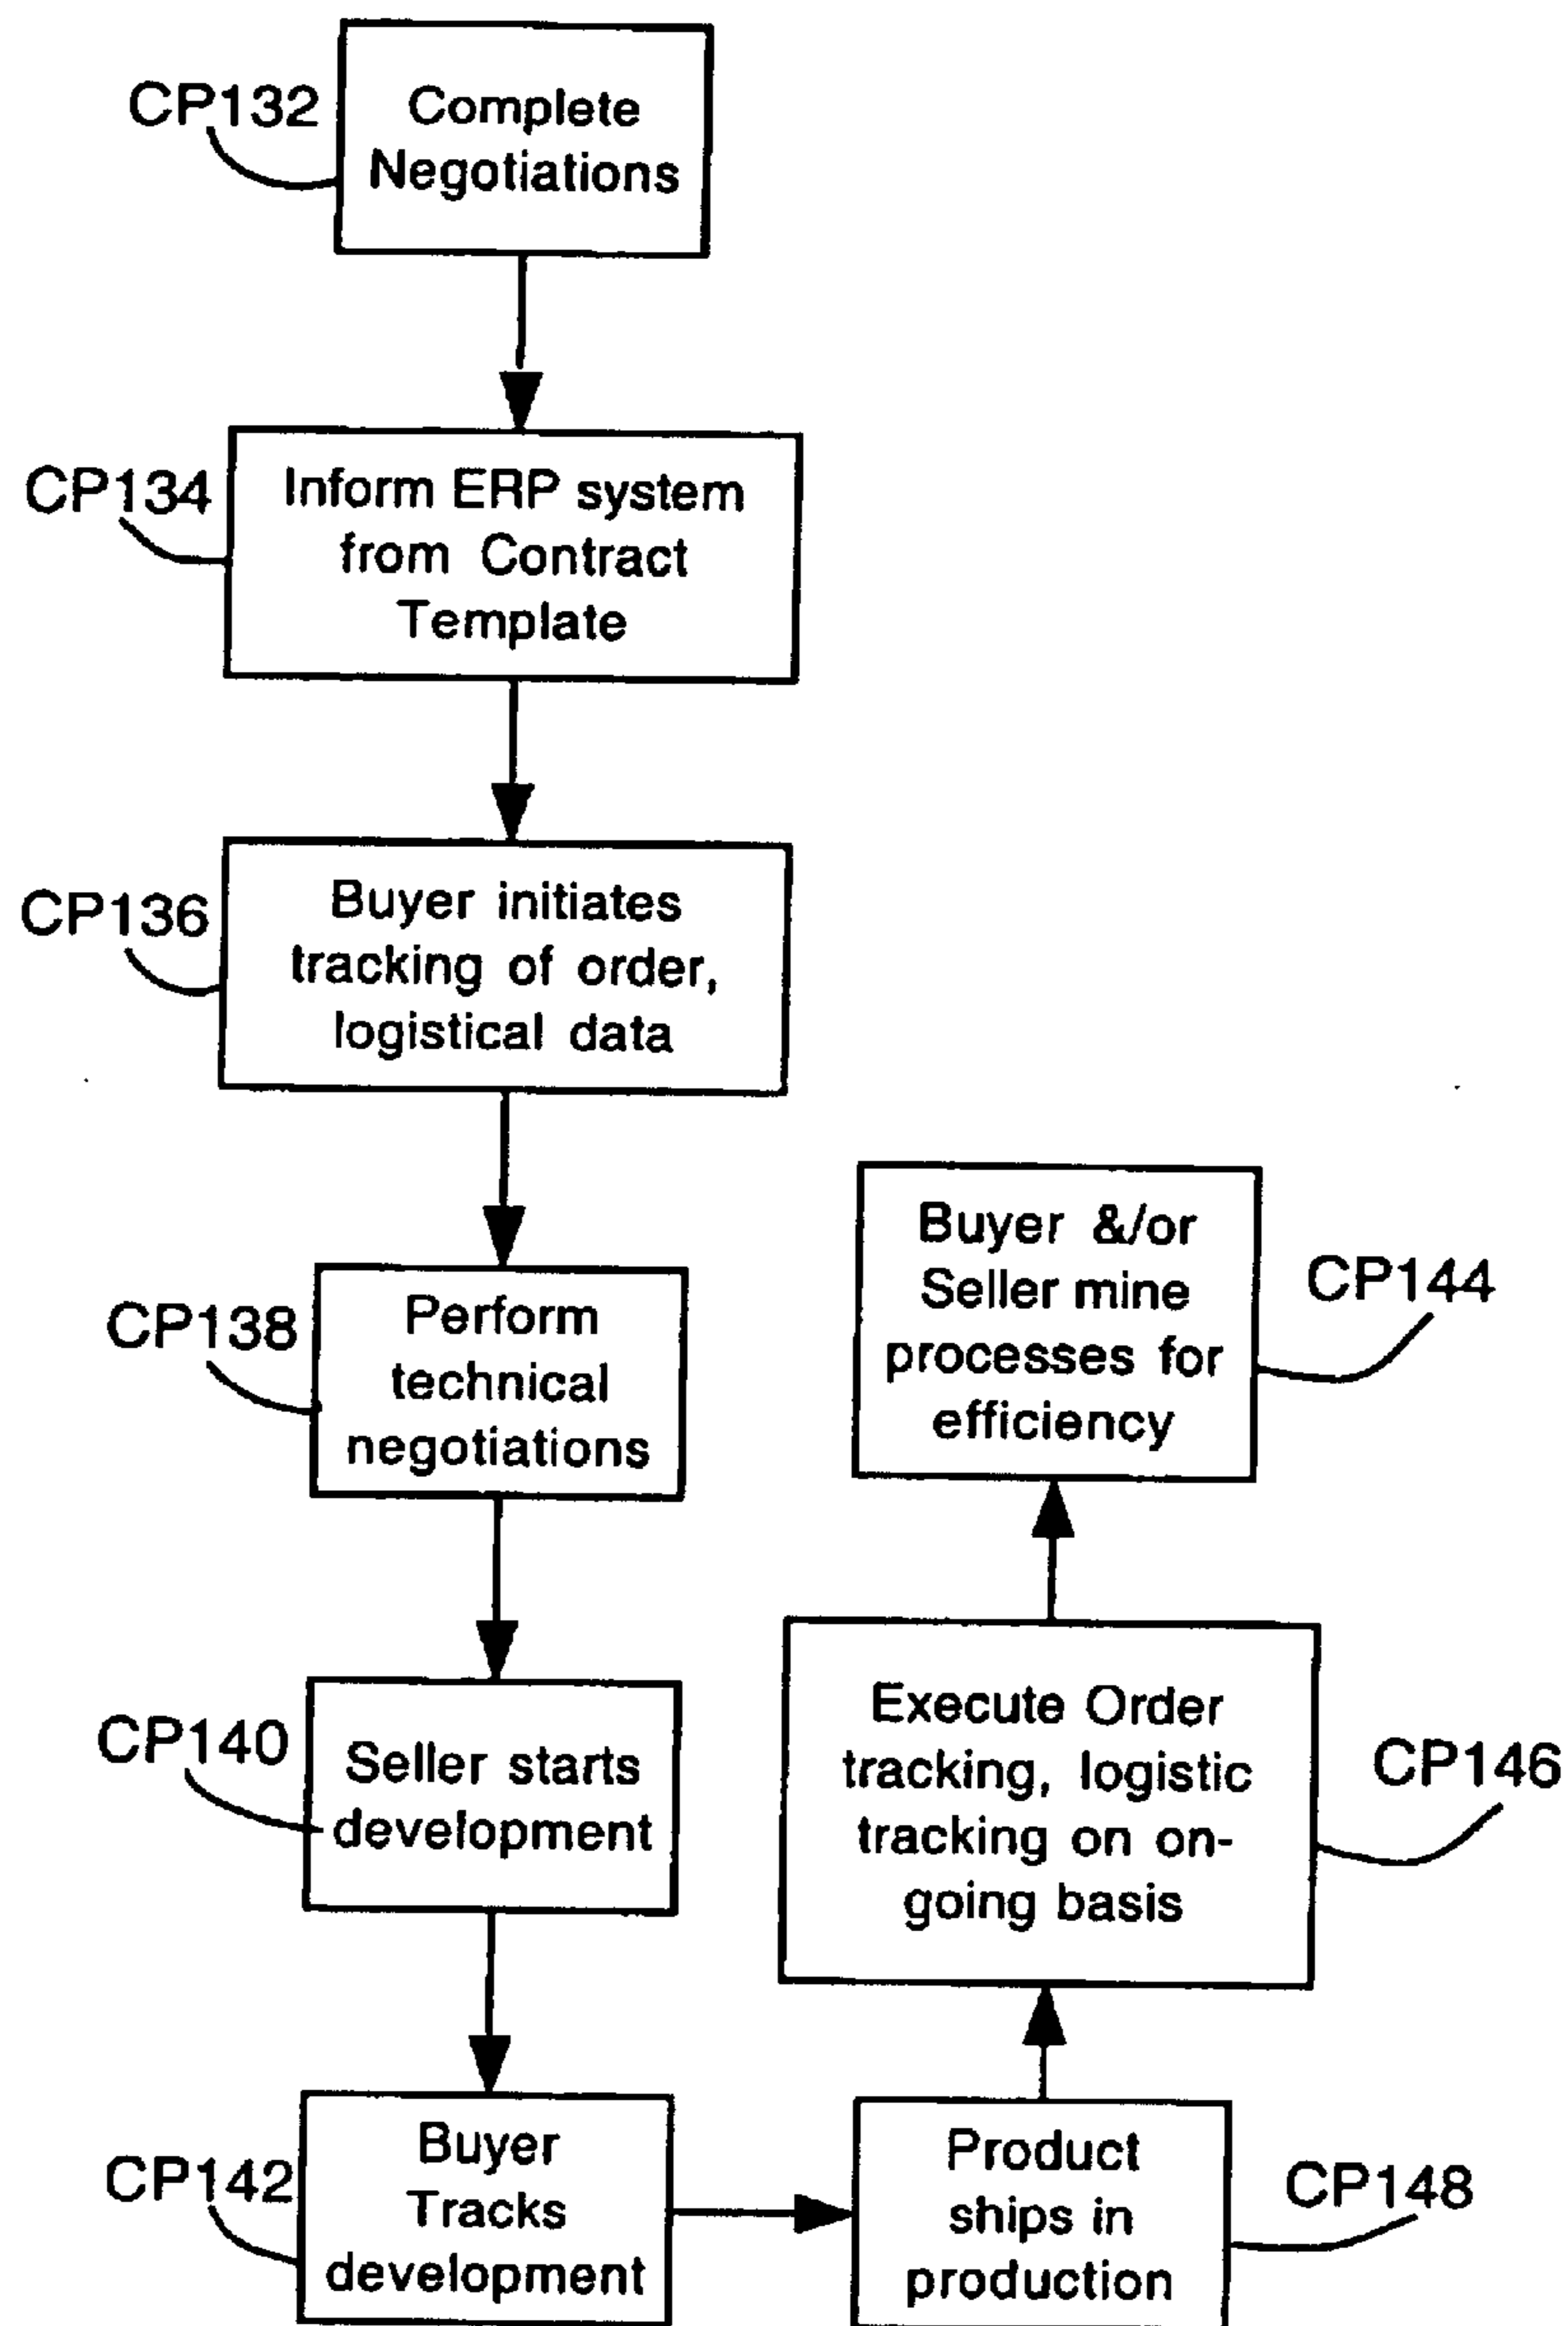 CP132
Complete
Negotiations
CP134
Inform ERP system
from Contract
Template
CP136
Buyer initiates
tracking of order,
logistical data
CP138
Perform
technical
negotiations
CP140
Seller starts
development
CP142
Buyer
Tracks
development
Product
ships in
production
CP148
Execute Order
tracking, logistic
tracking on on-
going basis
CP146
Buyer &/or
Seller mine
processes for
efficiency
CP144